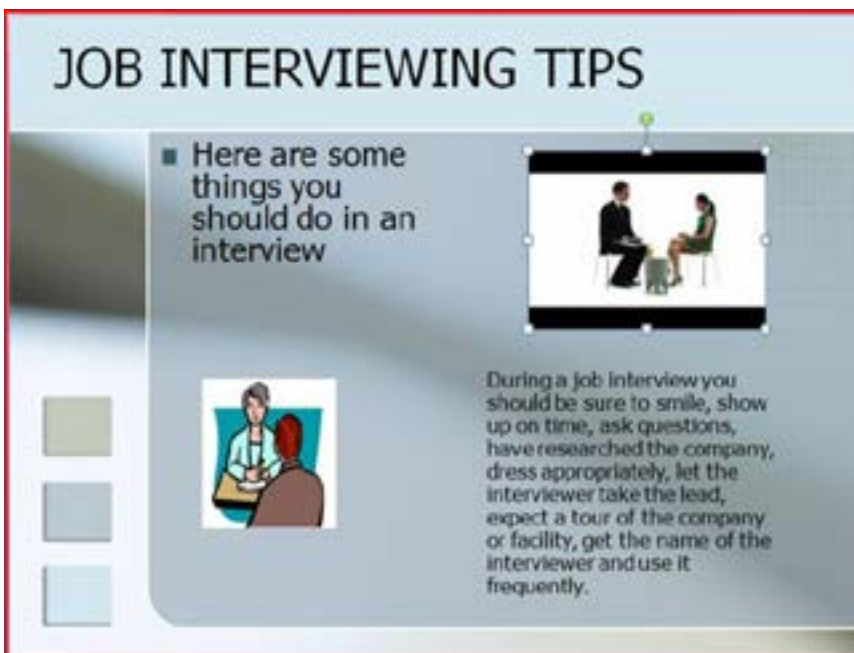 JOB INTERVIEWING TIPS
Here are some
things you
should do in an
interview
During a job interview you
should be sure to smile, show
up on time, ask questions,
have researched the company,
dress appropriately, let the
interviewer take the lead,
expect a tour of the company
or facility, get the name of the
interviewer and use it
frequently.